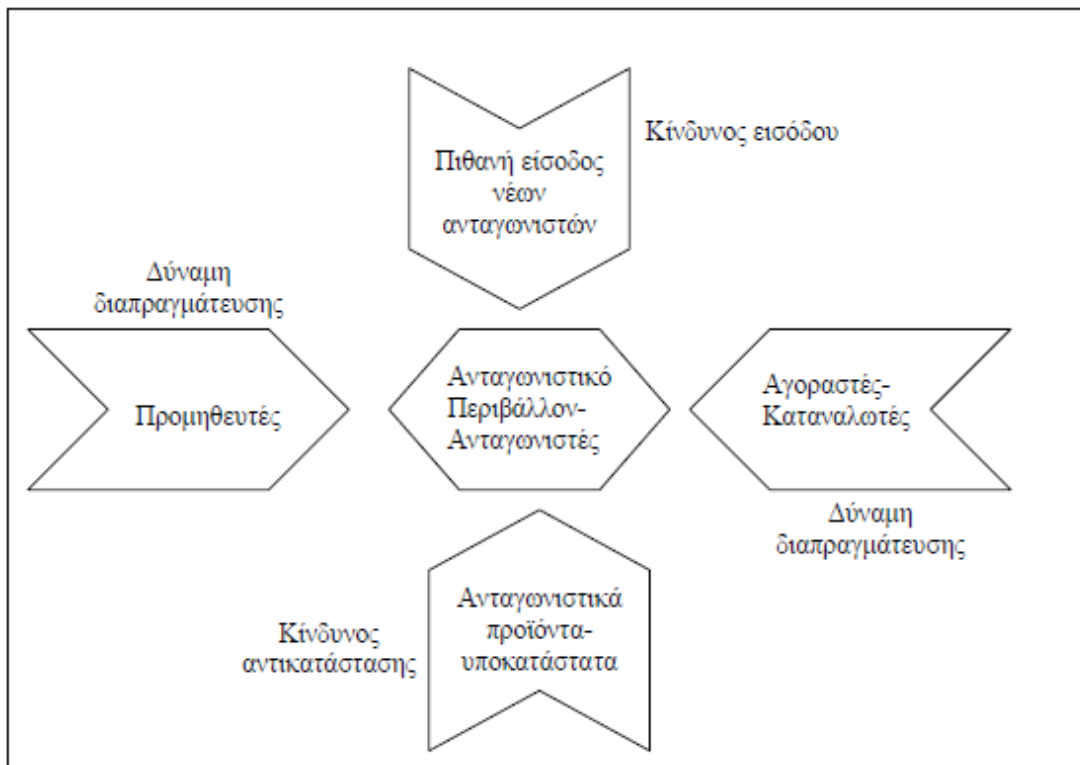 Κίνδυνος εισόδου
Πιθανή είσοδος
νέων
ανταγωνιστών
Δύναμη
διαπραγμάτευσης
Προμηθευτές
Ανταγωνιστικό
Περιβάλλον-
Ανταγωνιστές
Αγοραστές-
Καταναλωτές
Δύναμη
διαπραγμάτευσης
Κίνδυνος
αντικατάστασης
Ανταγωνιστικά
προϊόντα-
υποκατάστατα